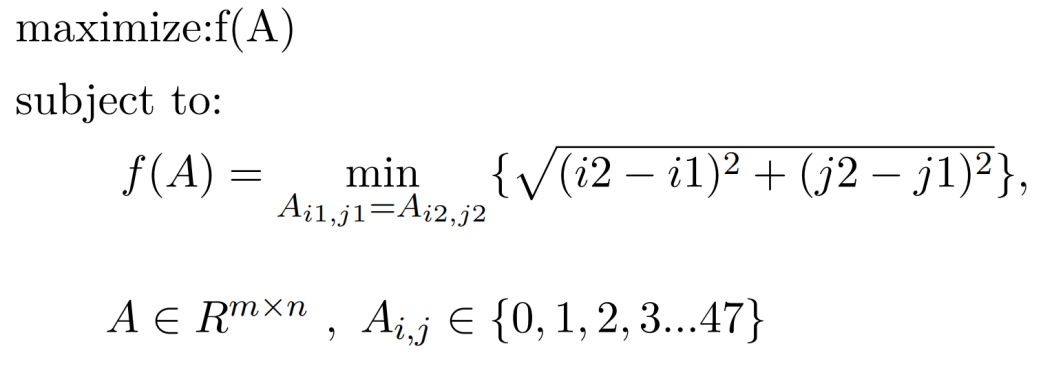 maximize:f(A)
subject to:
f(A) = min_{A_{i1,j1}=A_{i2,j2}} {√((i2 − i1)² + (j2 − j1)²)},
A ∈ R^{m×n} , A_{i,j} ∈ {0, 1, 2, 3...47}